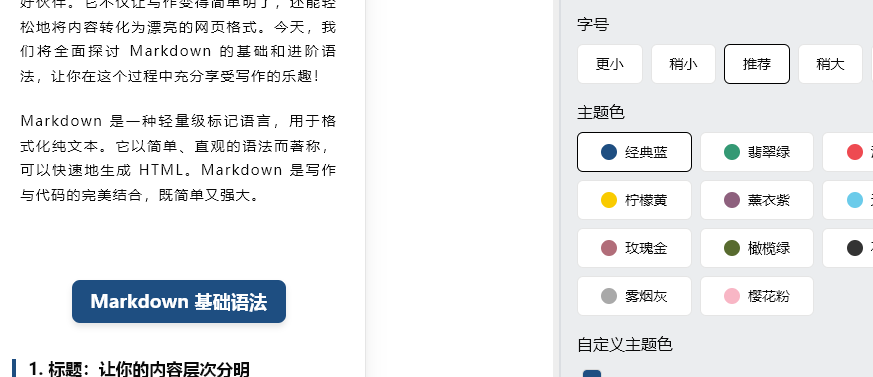 好伙伴。它不仅让写作变得简单明了，还能轻
松地将内容转化为漂亮的网页格式。今天，我
们将全面探讨 Markdown 的基础和进阶语
法，让你在这个过程中充分享受写作的乐趣！
Markdown 是一种轻量级标记语言，用于格
式化纯文本。它以简单、直观的语法而著称，
可以快速地生成 HTML。Markdown 是写作
与代码的完美结合，既简单又强大。
Markdown 基础语法
1. 标题：让你的内容层次分明
字号
更小 稍小 推荐 稍大
主题色
经典蓝 翡翠绿
柠檬黄 薰衣紫
玫瑰金 橄榄绿
雾烟灰 樱花粉
自定义主题色